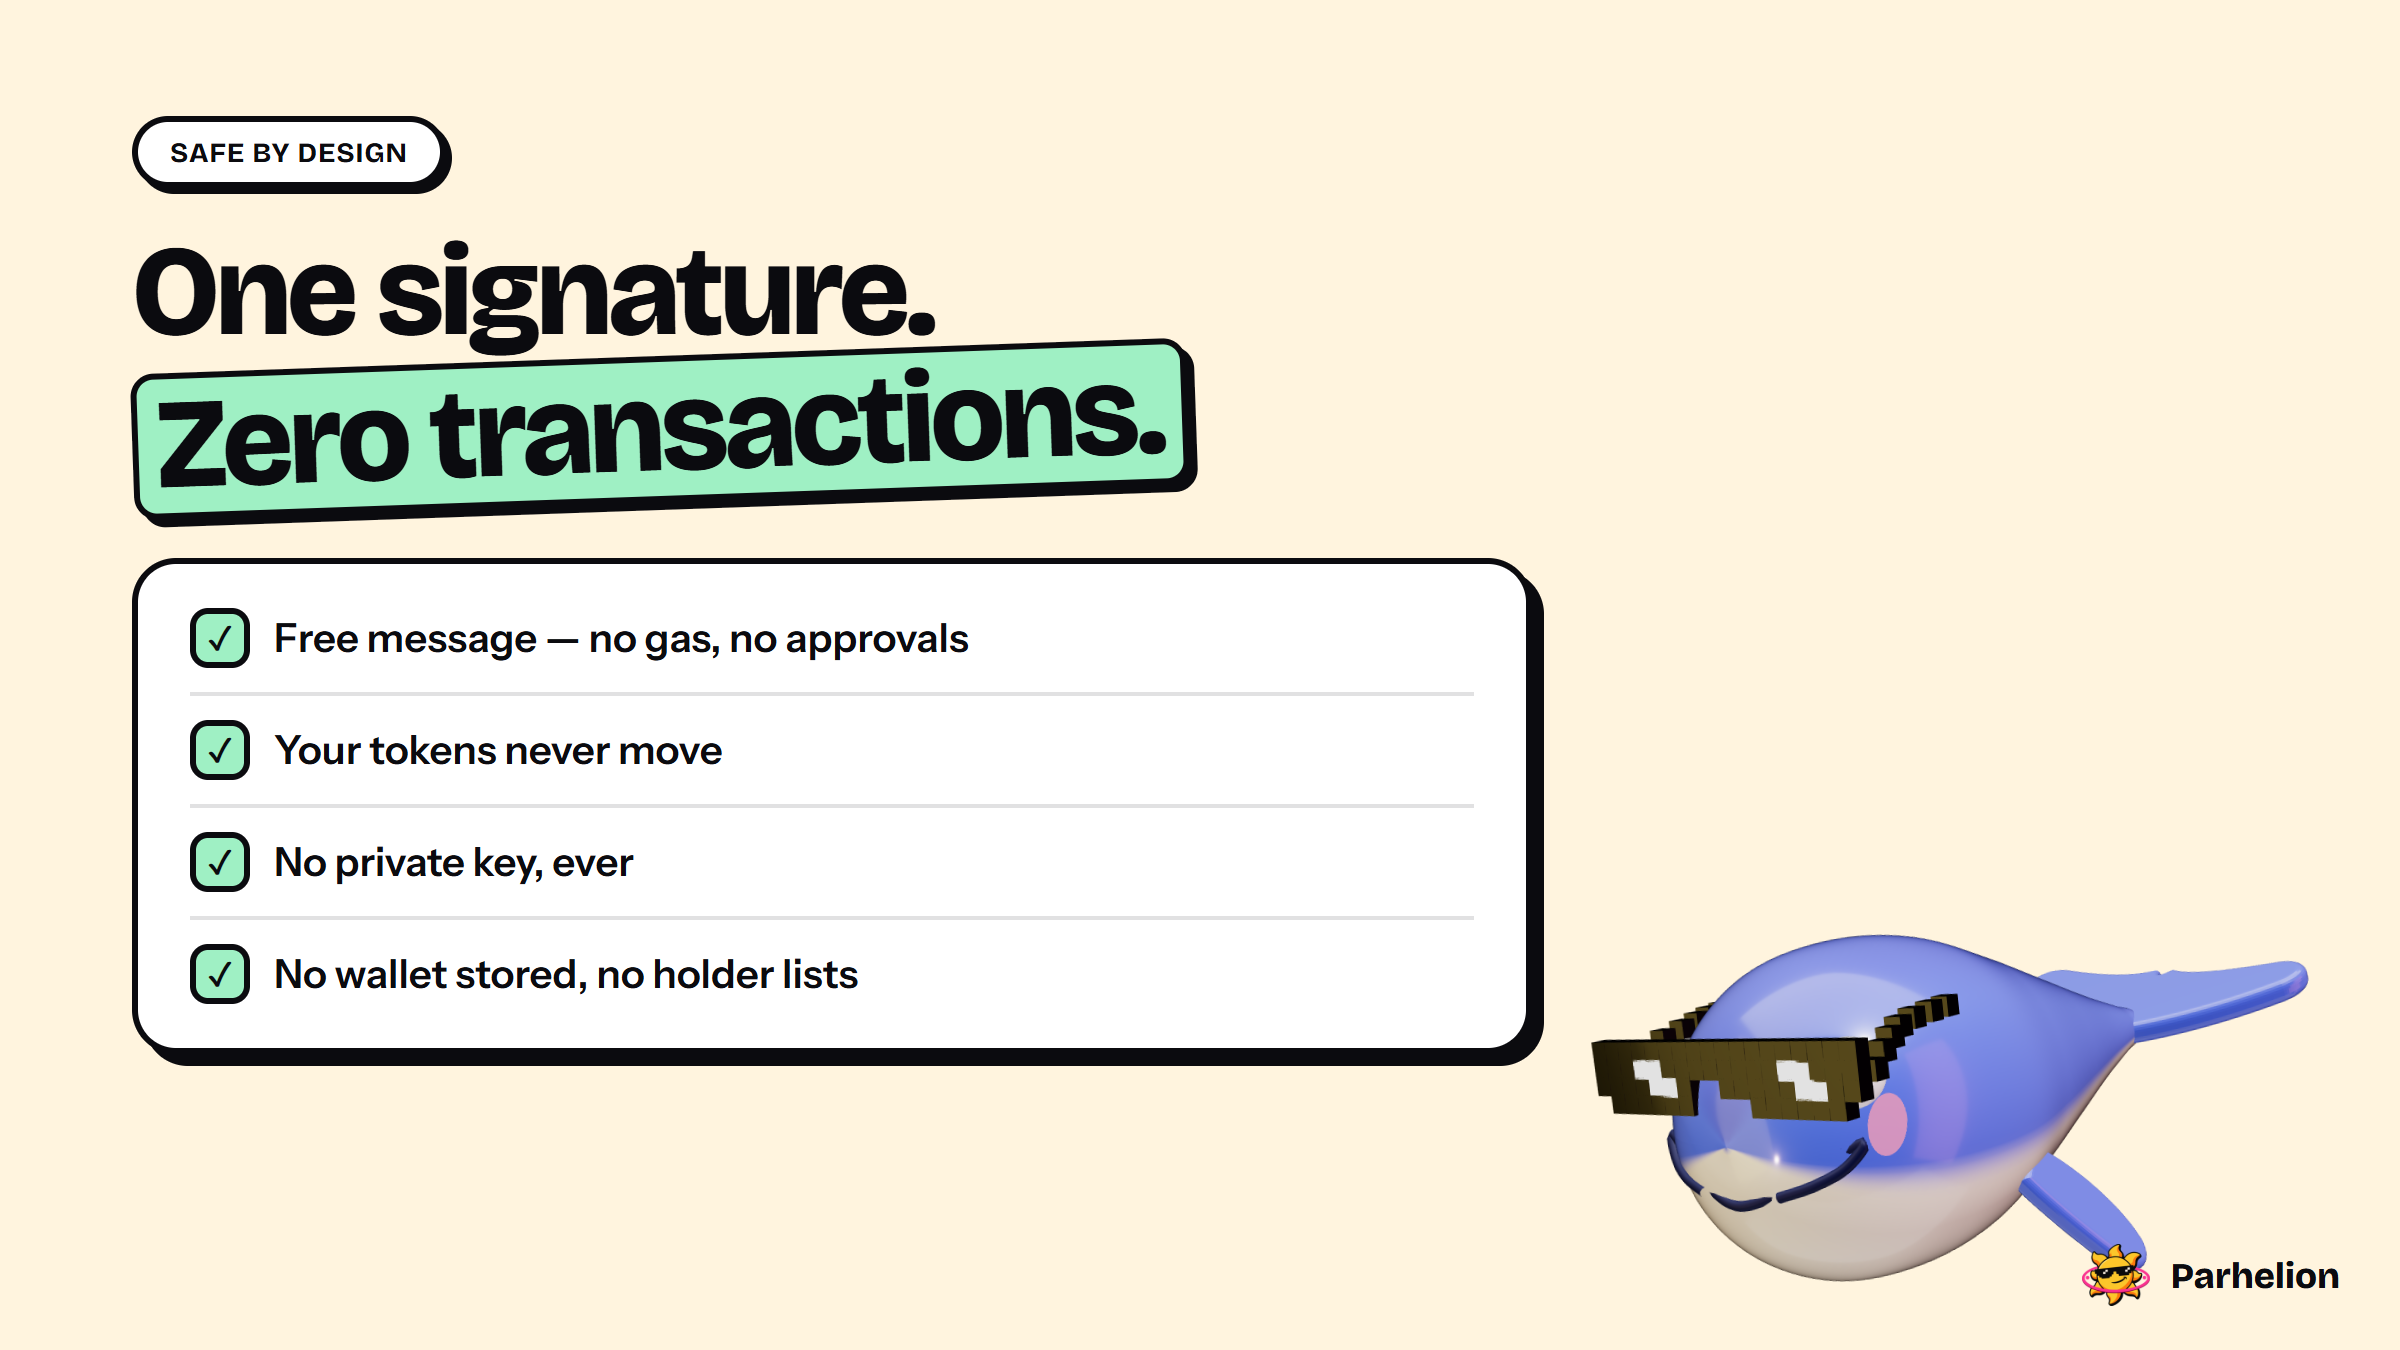 SAFE BY DESIGN
One signature.
Zero transactions.
✓ Free message — no gas, no approvals
✓ Your tokens never move
✓ No private key, ever
✓ No wallet stored, no holder lists
Parhelion